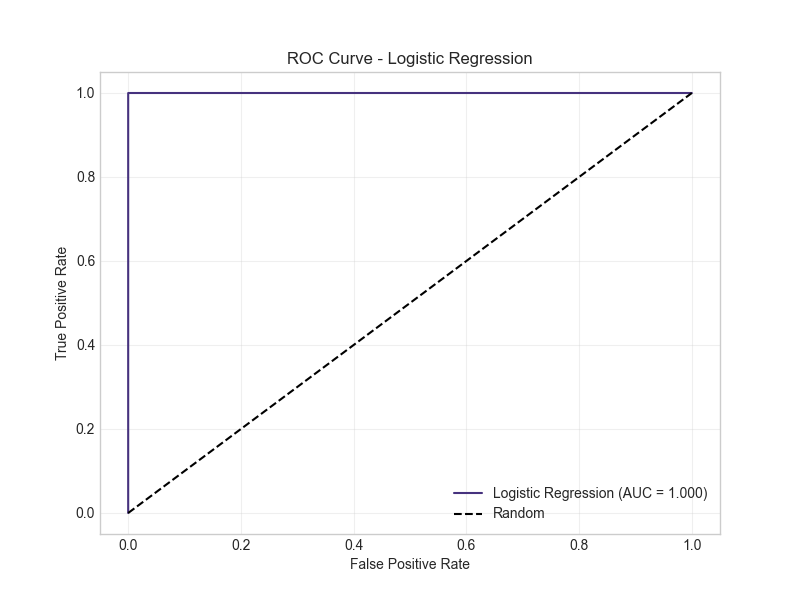 ROC Curve - Logistic Regression
1.0
0.8
0.6
0.4
0.2
0.0
True Positive Rate
Logistic Regression (AUC = 1.000)
Random
0.0 0.2 0.4 0.6 0.8 1.0
False Positive Rate